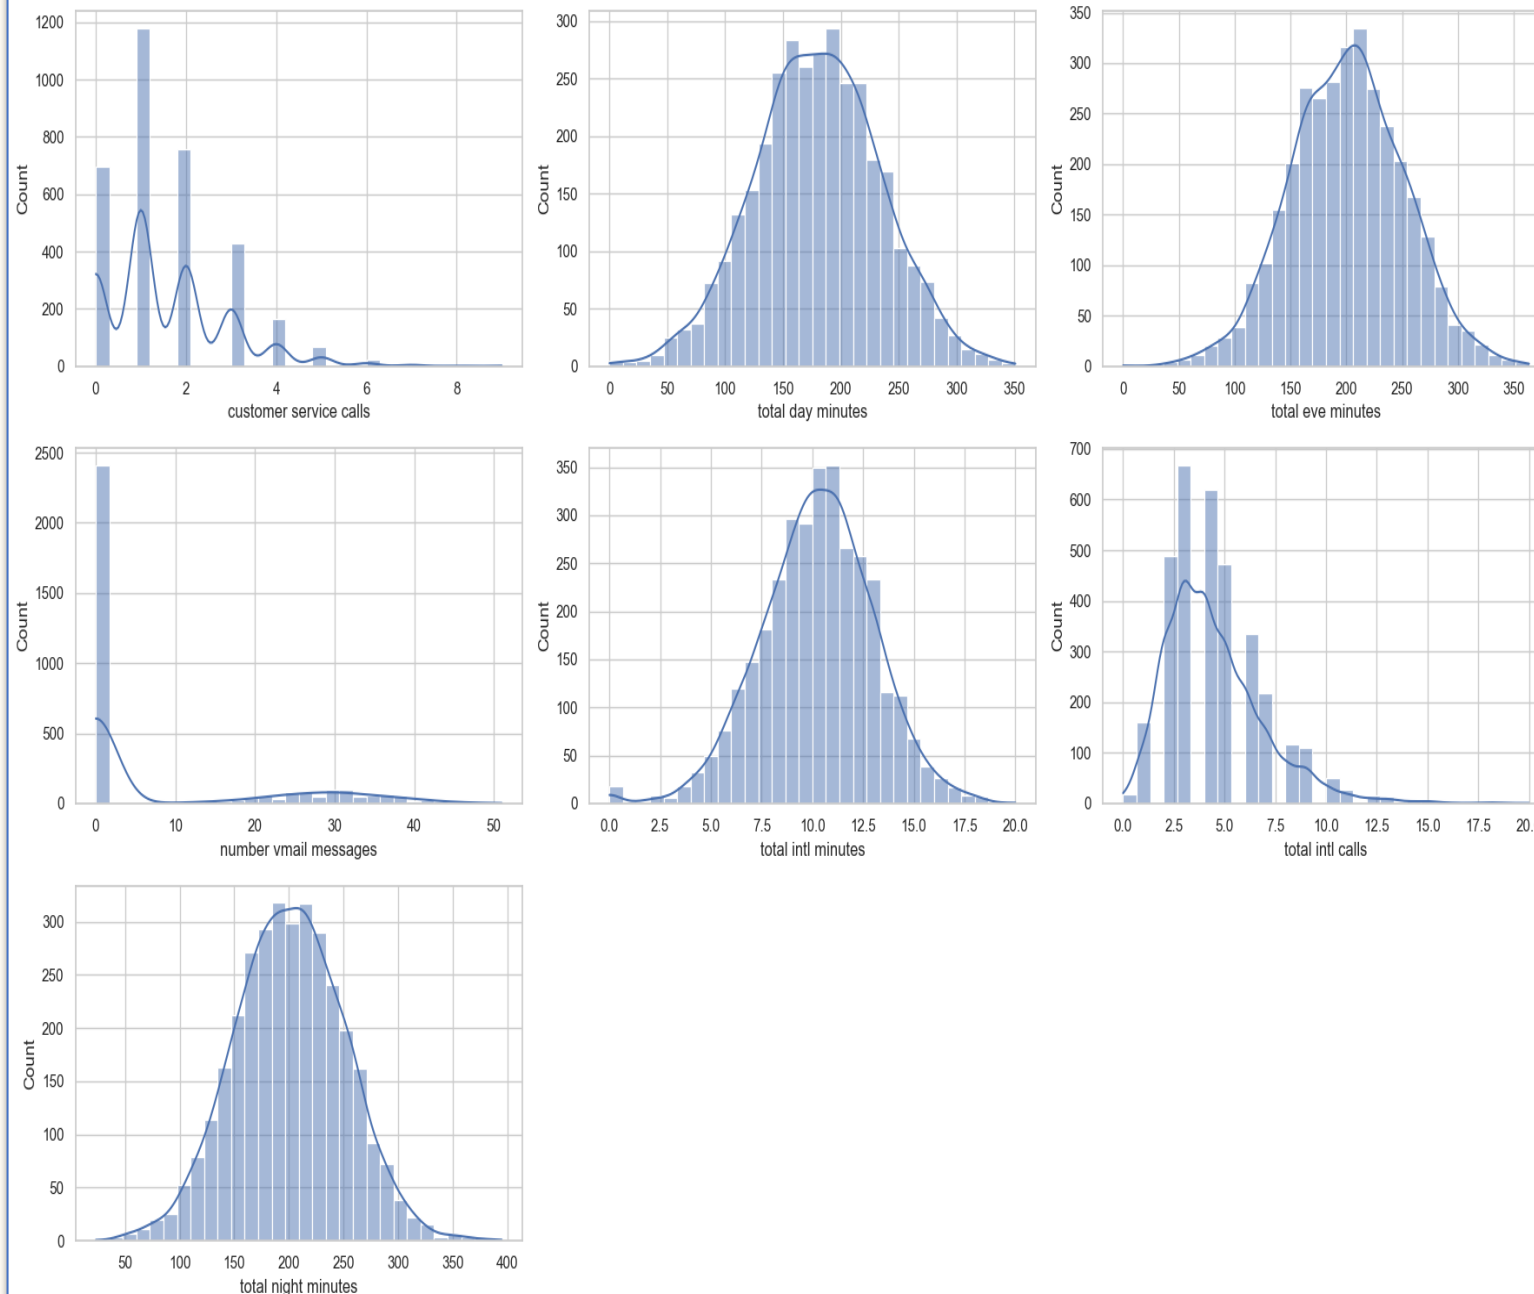 1200
1000
800
600
400
200
0
Count
0 2 4 6 8
customer service calls
300
250
200
150
100
50
0
Count
0 50 100 150 200 250 300 350
total day minutes
350
300
250
200
150
100
50
0
Count
0 50 100 150 200 250 300 350
total eve minutes
2500
2000
1500
1000
500
0
Count
0 10 20 30 40 50
number vmail messages
350
300
250
200
150
100
50
0
Count
0.0 2.5 5.0 7.5 10.0 12.5 15.0 17.5 20.0
total intl minutes
700
600
500
400
300
200
100
0
Count
0.0 2.5 5.0 7.5 10.0 12.5 15.0 17.5 20.
total intl calls
300
250
200
150
100
50
0
Count
50 100 150 200 250 300 350 400
total night minutes